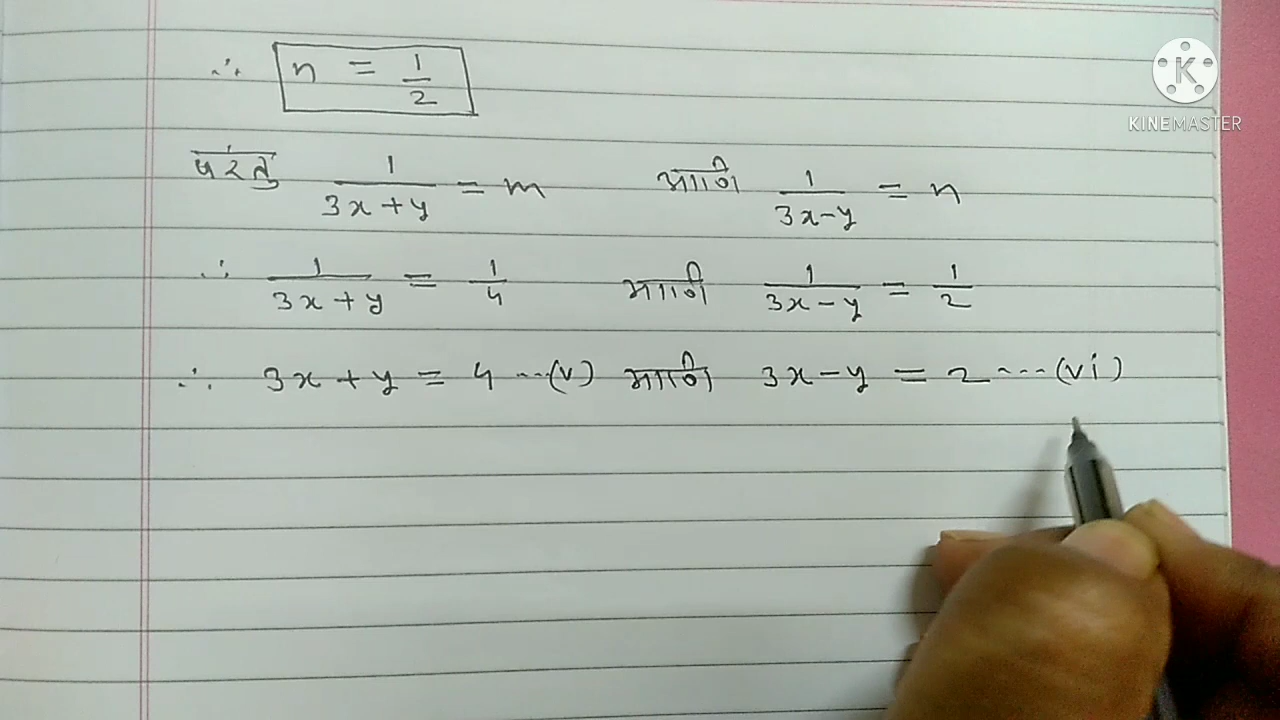 ∴ n = 1/2
KINEMASTER
परंतु 1/(3x+y) = m आणि 1/(3x-y) = n
∴ 1/(3x+y) = 1/4 आणि 1/(3x-y) = 1/2
∴ 3x+y = 4 ---(v) आणि 3x-y = 2 ---(vi)